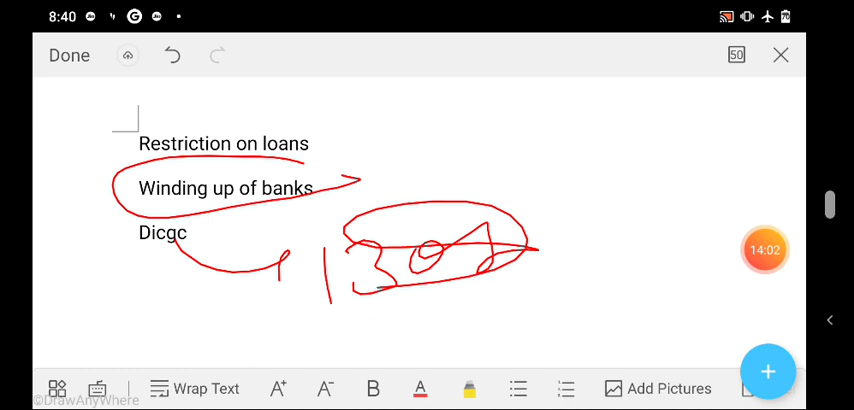 8:40
70
Done
50
Restriction on loans
Winding up of banks
Dicgc
14:02
Wrap Text A+ A- B A Add Pictures
©DrawAnyWhere